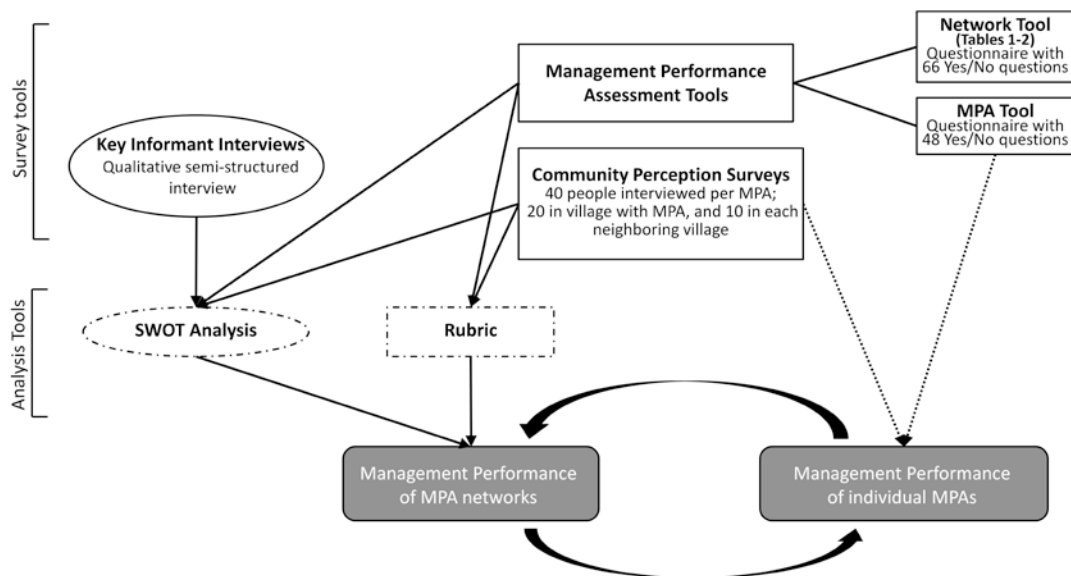 Survey tools
Network Tool
(Tables 1-2)
Questionnaire with
66 Yes/No questions
Management Performance
Assessment Tools
MPA Tool
Questionnaire with
48 Yes/No questions
Key Informant Interviews
Qualitative semi-structured
interview
Community Perception Surveys
40 people interviewed per MPA;
20 in village with MPA, and 10 in each
neighboring village
Analysis Tools
SWOT Analysis
Rubric
Management Performance
of MPA networks
Management Performance
of individual MPAs